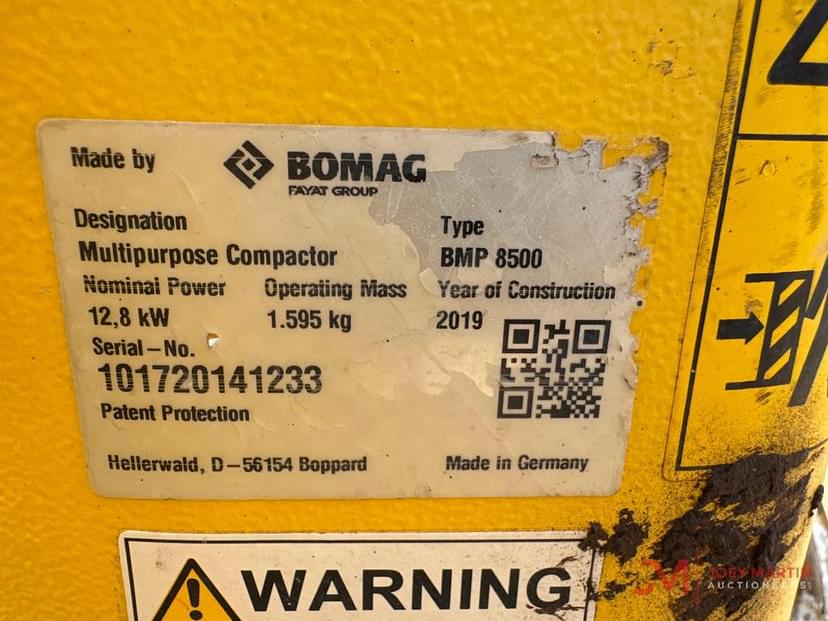 Made by BOMAG
FAYAT GROUP
Designation Type
Multipurpose Compactor BMP 8500
Nominal Power Operating Mass Year of Construction
12,8 kW 1.595 kg 2019
Serial-No.
101720141233
Patent Protection
Hellerwald, D-56154 Boppard Made in Germany
WARNING
JM JOEY MARTIN
AUCTIONEERS